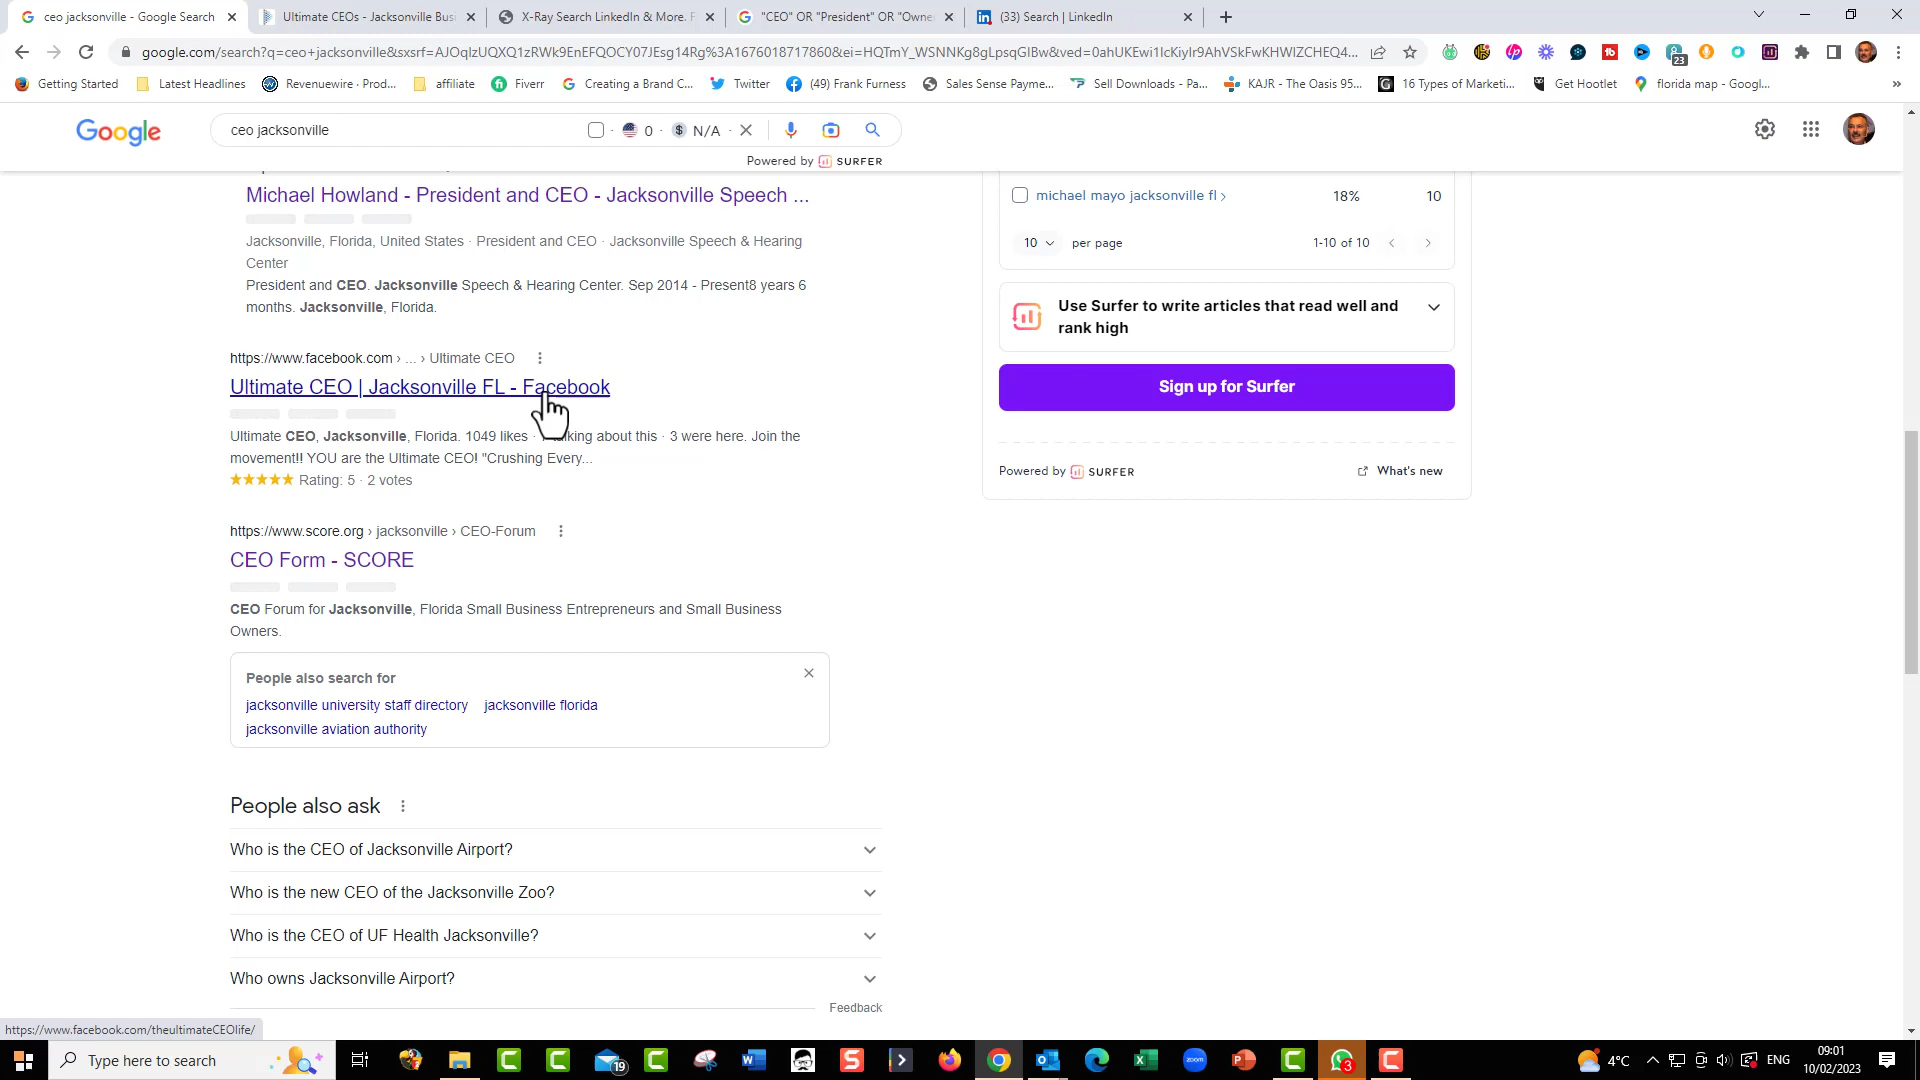 ceo jacksonville - Google Search
Ultimate CEOs - Jacksonville Busi
X-Ray Search LinkedIn & More. F
"CEO" OR "President" OR "Owne
(33) Search | LinkedIn
google.com/search?q=ceo+jacksonville&sxsrf=AJOqlzUQXQ1zRWk9EnEFQOCY07JEsg14Rg%3A1676018717860&ei=HQTmY_WSNNKg8gLpsqGIBw&ved=0ahUKEwi1lcKiyIr9AhVSkFwKHWlZCHEQ4...
23
Getting Started
Latest Headlines
Revenuewire · Prod...
affiliate
Fiverr
Creating a Brand C...
Twitter
(49) Frank Furness
Sales Sense Payme...
Sell Downloads - Pa...
KAJR - The Oasis 95...
16 Types of Marketi...
Get Hootlet
florida map - Googl...
Google
ceo jacksonville
0 · $ N/A ·
Powered by SURFER
Michael Howland - President and CEO - Jacksonville Speech ...
Jacksonville, Florida, United States · President and CEO · Jacksonville Speech & Hearing
Center
President and CEO. Jacksonville Speech & Hearing Center. Sep 2014 - Present8 years 6
months. Jacksonville, Florida.
https://www.facebook.com › ... › Ultimate CEO
Ultimate CEO | Jacksonville FL - Facebook
Ultimate CEO, Jacksonville, Florida. 1049 likes · talking about this · 3 were here. Join the
movement!! YOU are the Ultimate CEO! "Crushing Every...
Rating: 5 · 2 votes
https://www.score.org › jacksonville › CEO-Forum
CEO Form - SCORE
CEO Forum for Jacksonville, Florida Small Business Entrepreneurs and Small Business
Owners.
People also search for
jacksonville university staff directory
jacksonville florida
jacksonville aviation authority
People also ask
Who is the CEO of Jacksonville Airport?
Who is the new CEO of the Jacksonville Zoo?
Who is the CEO of UF Health Jacksonville?
Who owns Jacksonville Airport?
Feedback
michael mayo jacksonville fl › 18% 10
10 per page 1-10 of 10
Use Surfer to write articles that read well and
rank high
Sign up for Surfer
Powered by SURFER
What's new
https://www.facebook.com/theultimateCEOlife/
Type here to search
19
zoom
3
4°C
ENG
09:01
10/02/2023